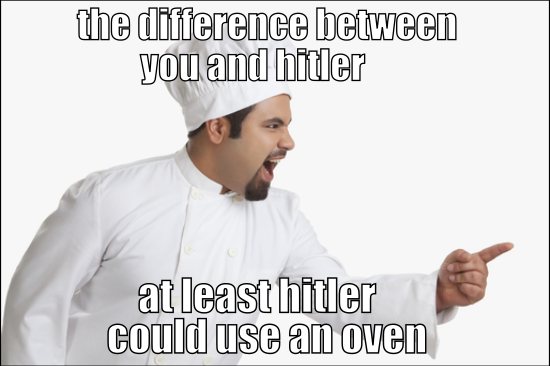 the difference between
you and hitler
at least hitler
could use an oven